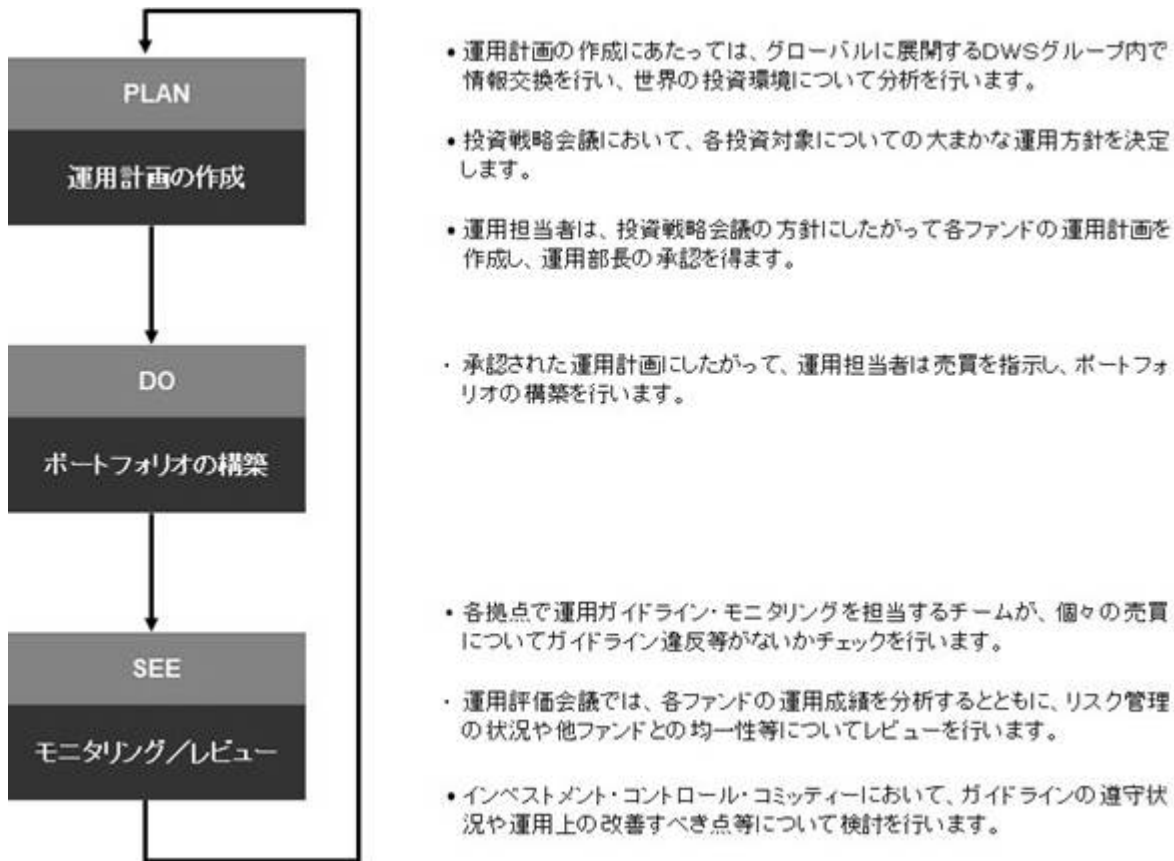 PLAN
運用計画の作成
• 運用計画の作成にあたっては、グローバルに展開するDWSグループ内で
情報交換を行い、世界の投資環境について分析を行います。
• 投資戦略会議において、各投資対象についての大まかな運用方針を決定
します。
• 運用担当者は、投資戦略会議の方針にしたがって各ファンドの運用計画を
作成し、運用部長の承認を得ます。
DO
ポートフォリオの構築
・ 承認された運用計画にしたがって、運用担当者は売買を指示し、ポートフォ
リオの構築を行います。
SEE
モニタリング／レビュー
• 各拠点で運用ガイドライン・モニタリングを担当するチームが、個々の売買
についてガイドライン違反等がないかチェックを行います。
・ 運用評価会議では、各ファンドの運用成績を分析するとともに、リスク管理
の状況や他ファンドとの均一性等についてレビューを行います。
• インベストメント・コントロール・コミッティーにおいて、ガイドラインの遵守状
況や運用上の改善すべき点等について検討を行います。